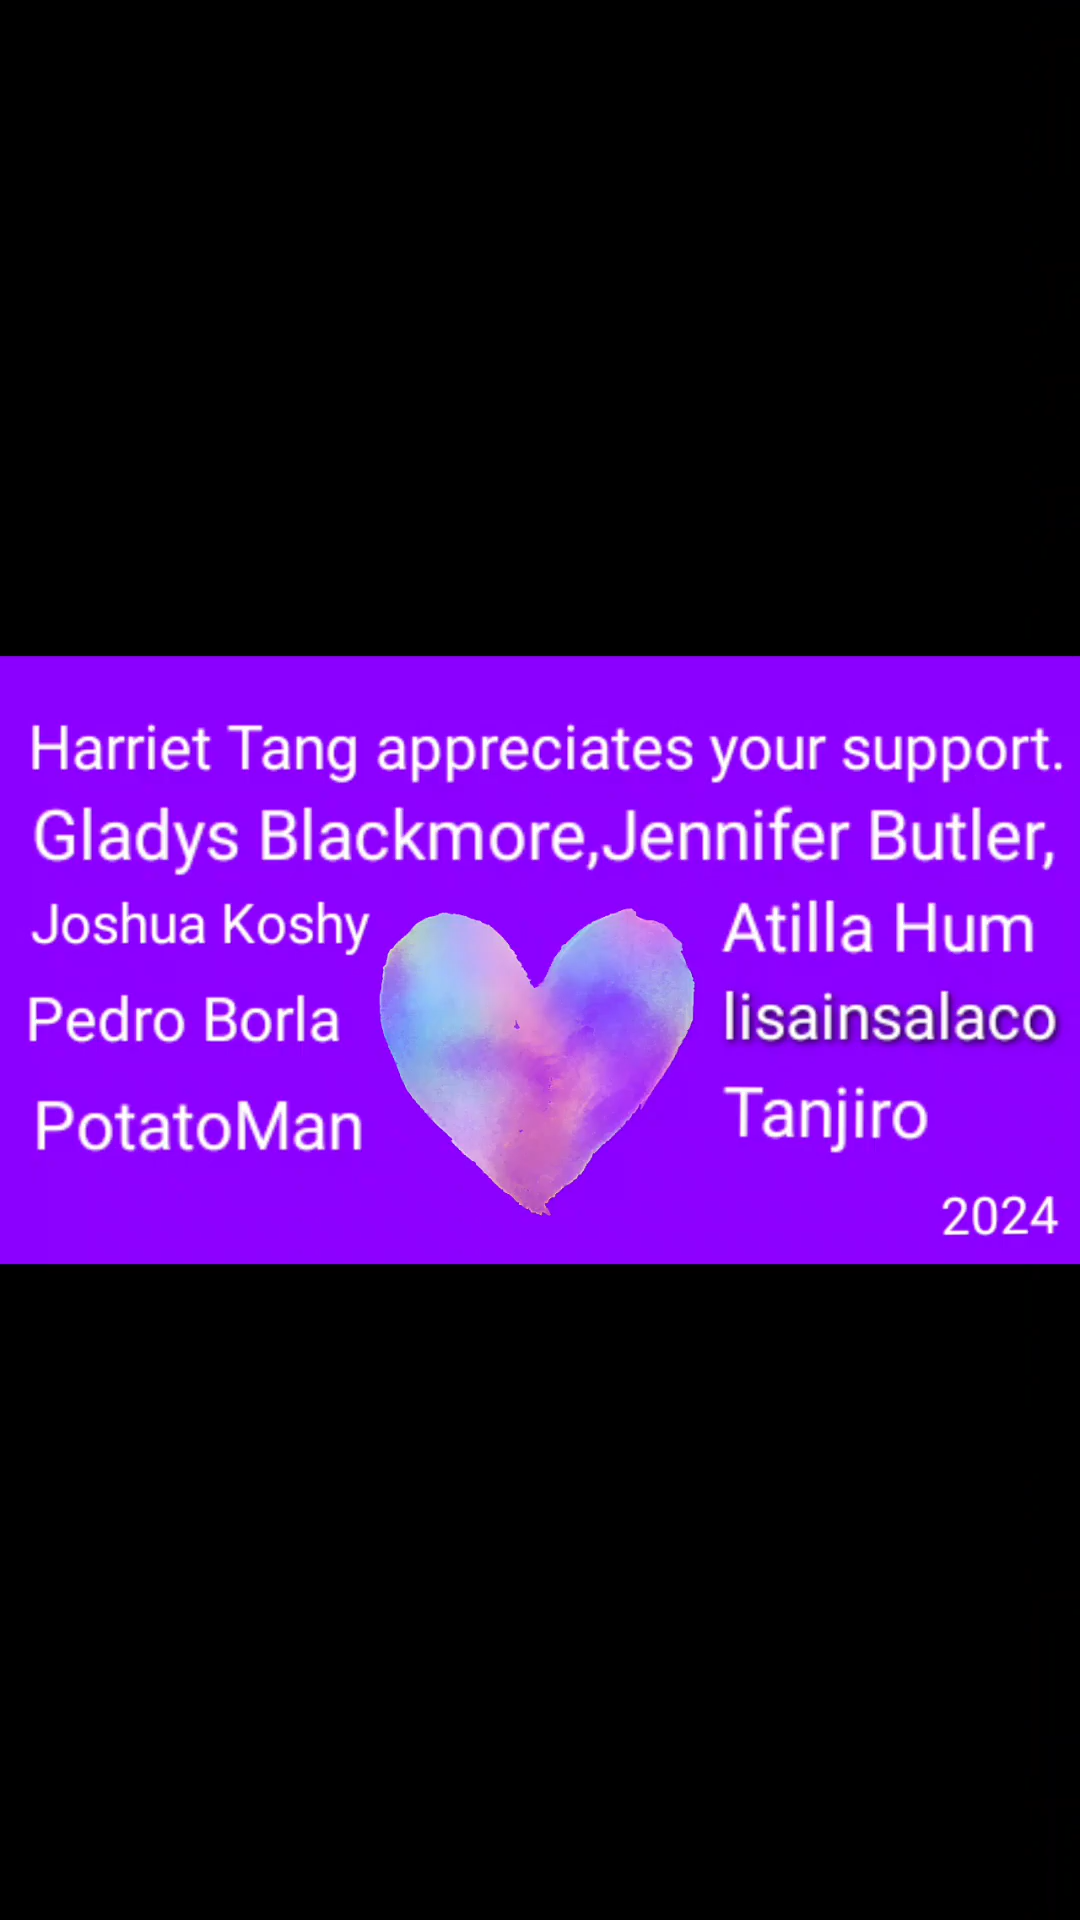 Harriet Tang appreciates your support.
Gladys Blackmore,Jennifer Butler,
Joshua Koshy
Atilla Hum
Pedro Borla
lisainsalaco
PotatoMan
Tanjiro
2024